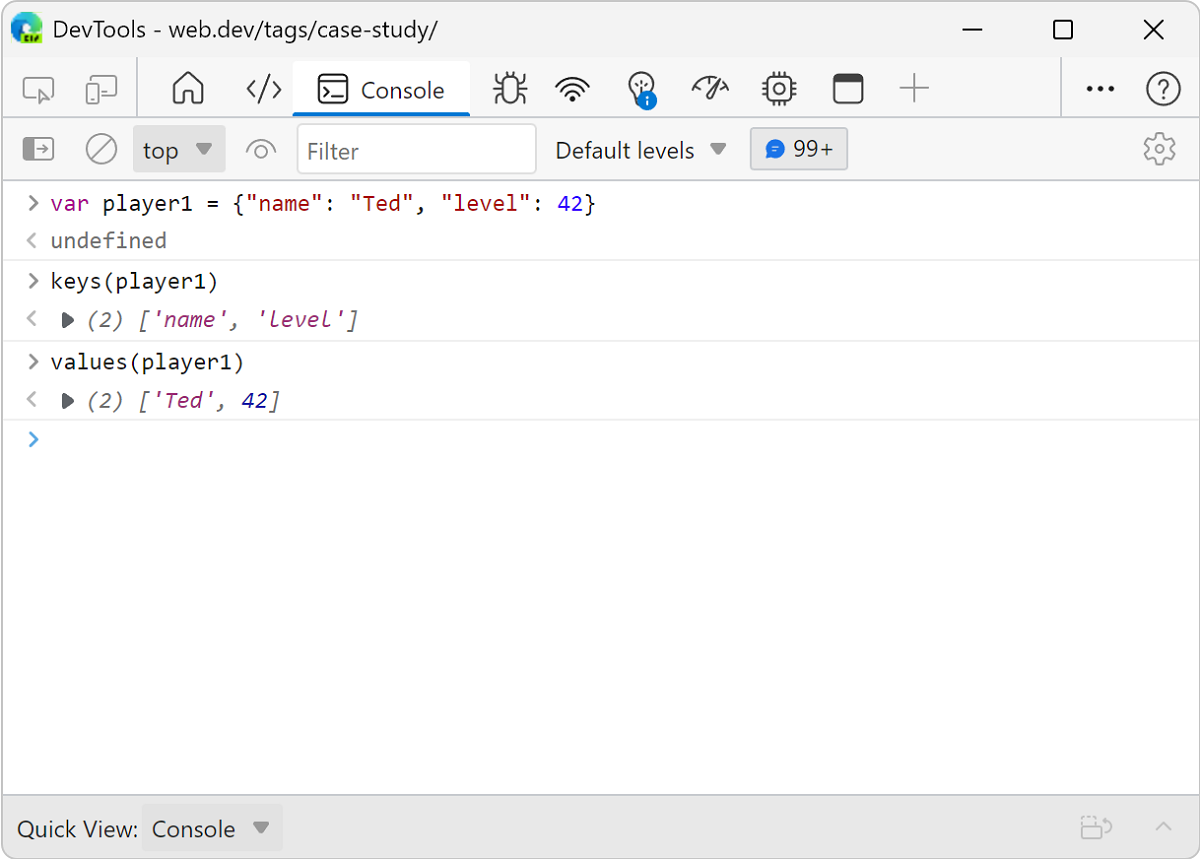 DevTools - web.dev/tags/case-study/
Console
top Filter Default levels 99+
> var player1 = {"name": "Ted", "level": 42}
< undefined
> keys(player1)
< ▶ (2) ['name', 'level']
> values(player1)
< ▶ (2) ['Ted', 42]
>
Quick View: Console